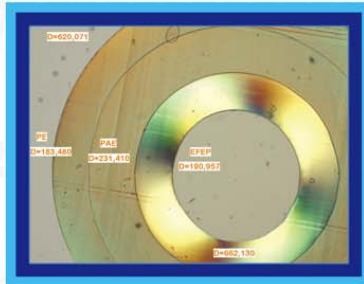 D=620,071
PE
D=183,480
PAE
D=231,410
EFEP
D=190,957
D=662,130